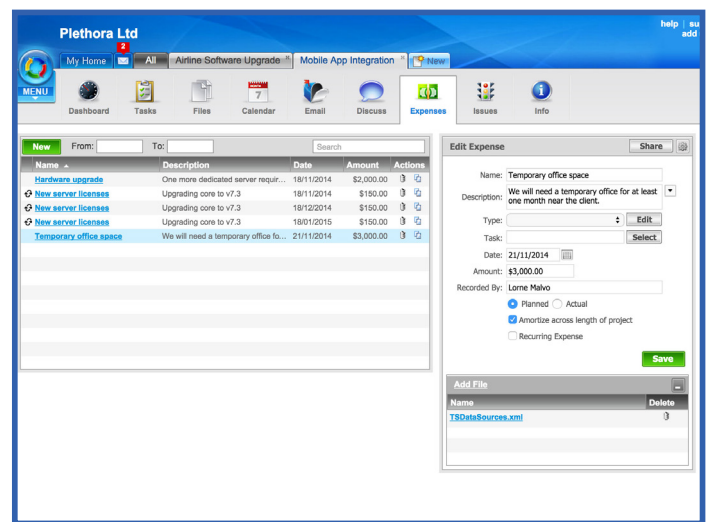 Plethora Ltd
help | su
add
2
My Home All Airline Software Upgrade × Mobile App Integration × New
MENU
7
Dashboard Tasks Files Calendar Email Discuss Expenses Issues Info
New From: To: Search
Name Description Date Amount Actions
Hardware upgrade One more dedicated server requir... 18/11/2014 $2,000.00
New server licenses Upgrading core to v7.3 18/11/2014 $150.00
New server licenses Upgrading core to v7.3 18/12/2014 $150.00
New server licenses Upgrading core to v7.3 18/01/2015 $150.00
Temporary office space We will need a temporary office fo... 21/11/2014 $3,000.00
Edit Expense Share
Name: Temporary office space
Description: We will need a temporary office for at least
one month near the client.
Type: Edit
Task: Select
Date: 21/11/2014
Amount: $3,000.00
Recorded By: Lorne Malvo
Planned Actual
Amortize across length of project
Recurring Expense
Save
Add File
Name Delete
TSDataSources.xml